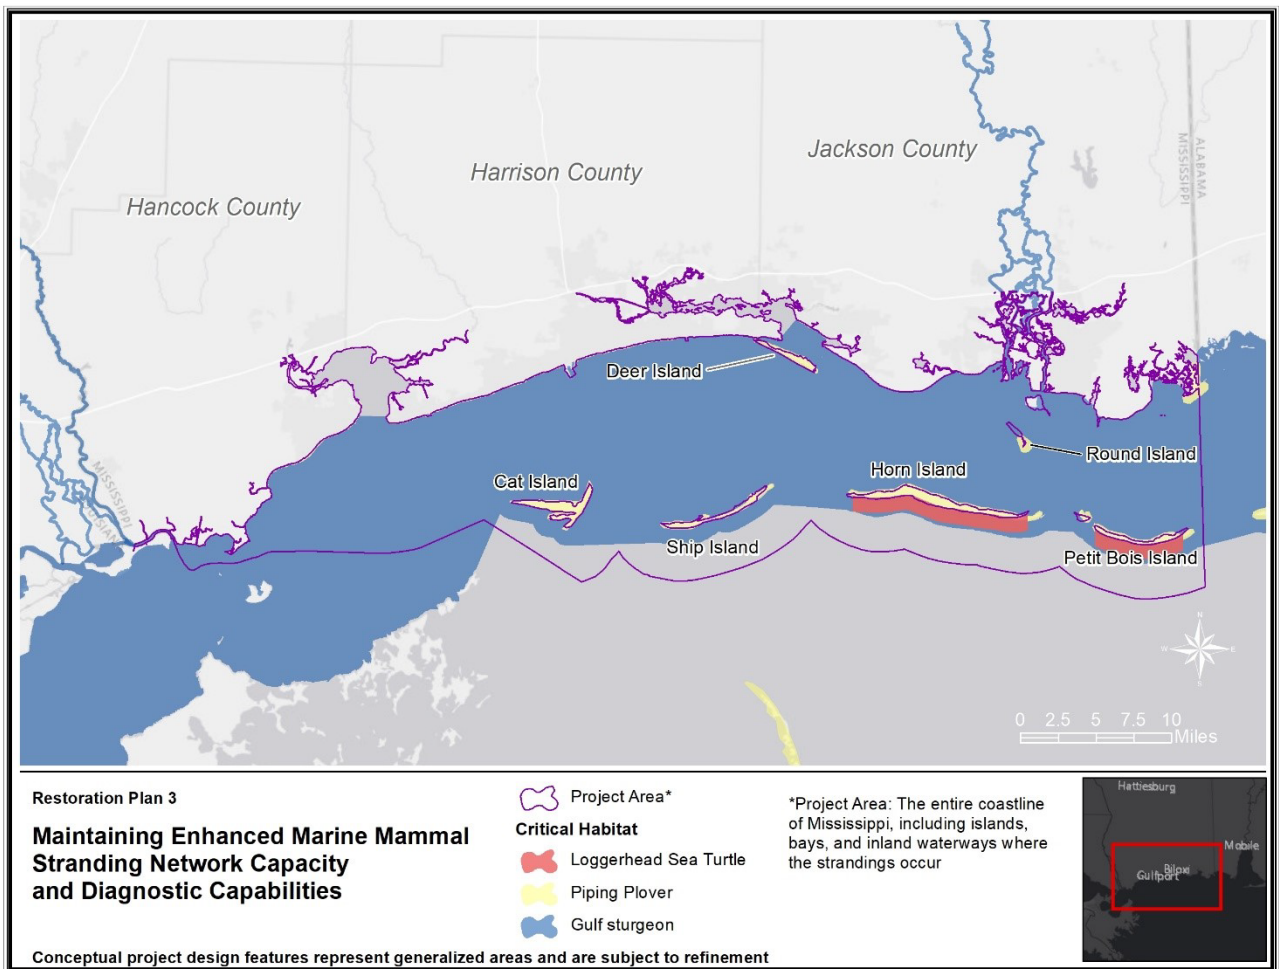 Hancock County
Harrison County
Jackson County
ALABAMA
MISSISSIPPI
Deer Island
Round Island
Horn Island
Cat Island
Ship Island
Petit Bois Island
MISSISSIPPI
N
W
E
S
0 2.5 5 7.5 10
Miles
Restoration Plan 3
Maintaining Enhanced Marine Mammal
Stranding Network Capacity
and Diagnostic Capabilities
Conceptual project design features represent generalized areas and are subject to refinement
Project Area*
Critical Habitat
Loggerhead Sea Turtle
Piping Plover
Gulf sturgeon
*Project Area: The entire coastline
of Mississippi, including islands,
bays, and inland waterways where
the strandings occur
Hattiesburg
Mobile
Biloxi
Gulfport